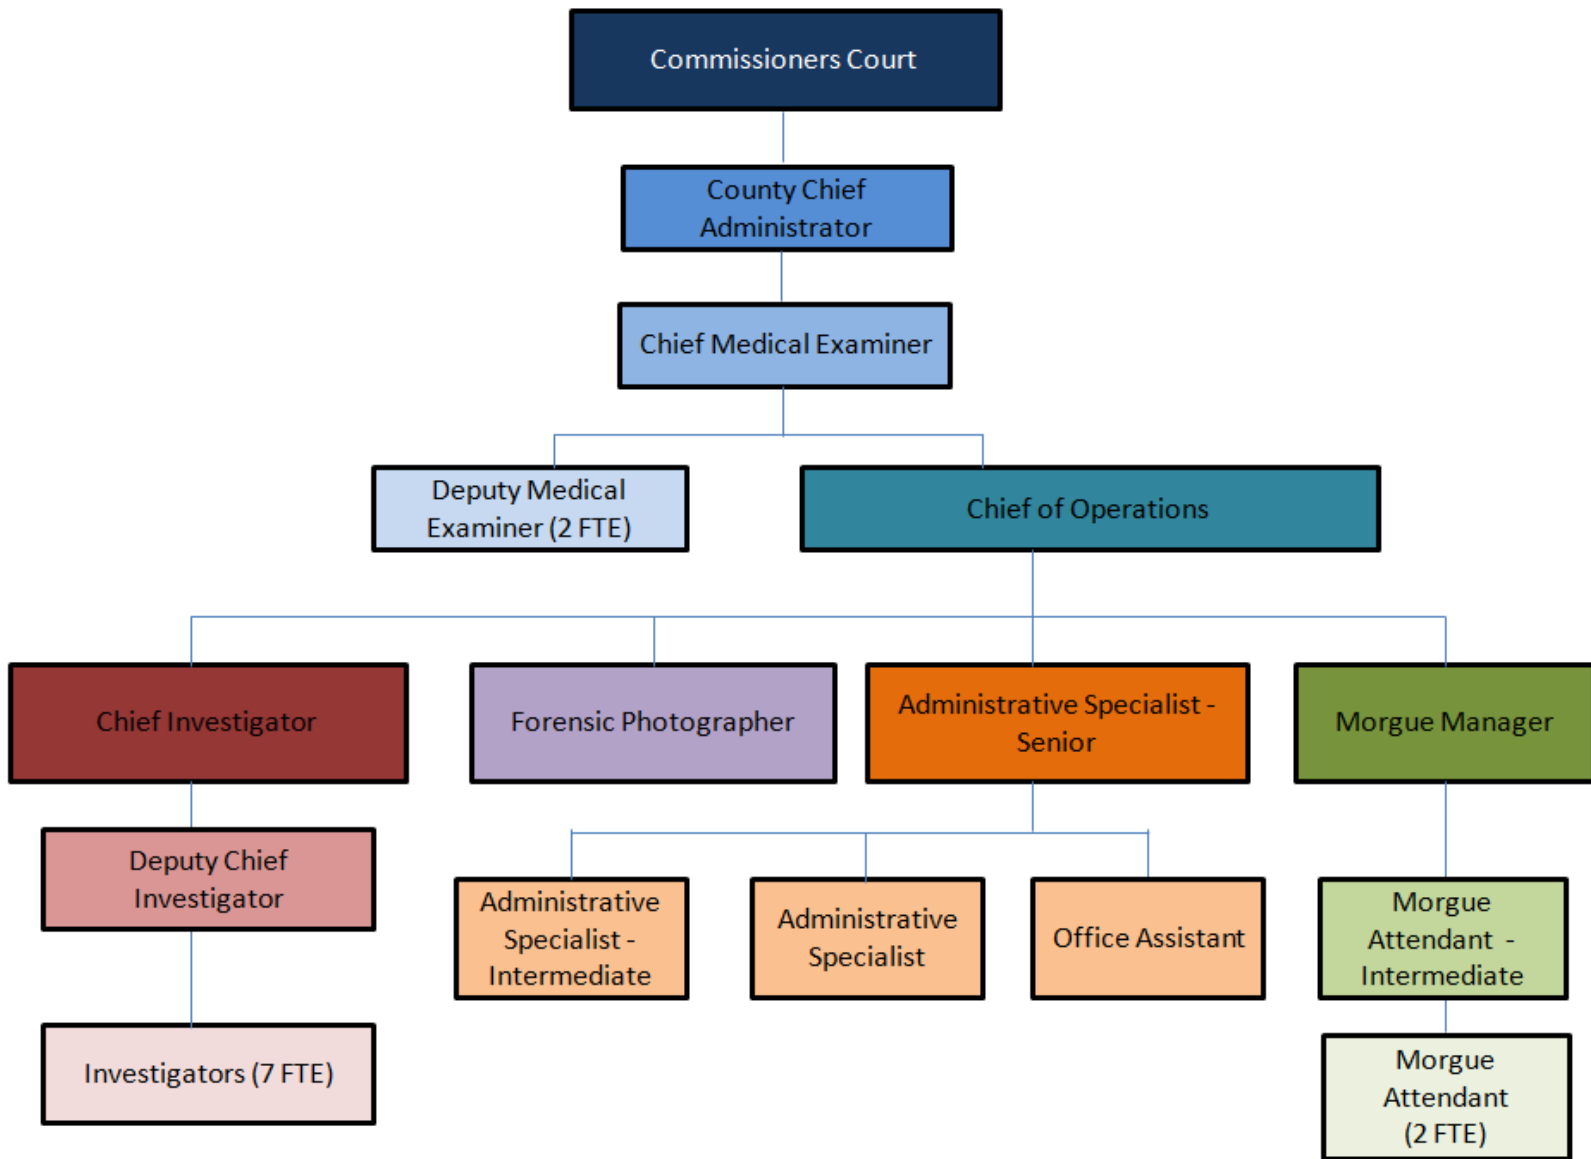 Commissioners Court
County Chief
Administrator
Chief Medical Examiner
Deputy Medical
Examiner (2 FTE)
Chief of Operations
Chief Investigator
Forensic Photographer
Administrative Specialist -
Senior
Morgue Manager
Deputy Chief
Investigator
Administrative
Specialist -
Intermediate
Administrative
Specialist
Office Assistant
Morgue
Attendant -
Intermediate
Investigators (7 FTE)
Morgue
Attendant
(2 FTE)